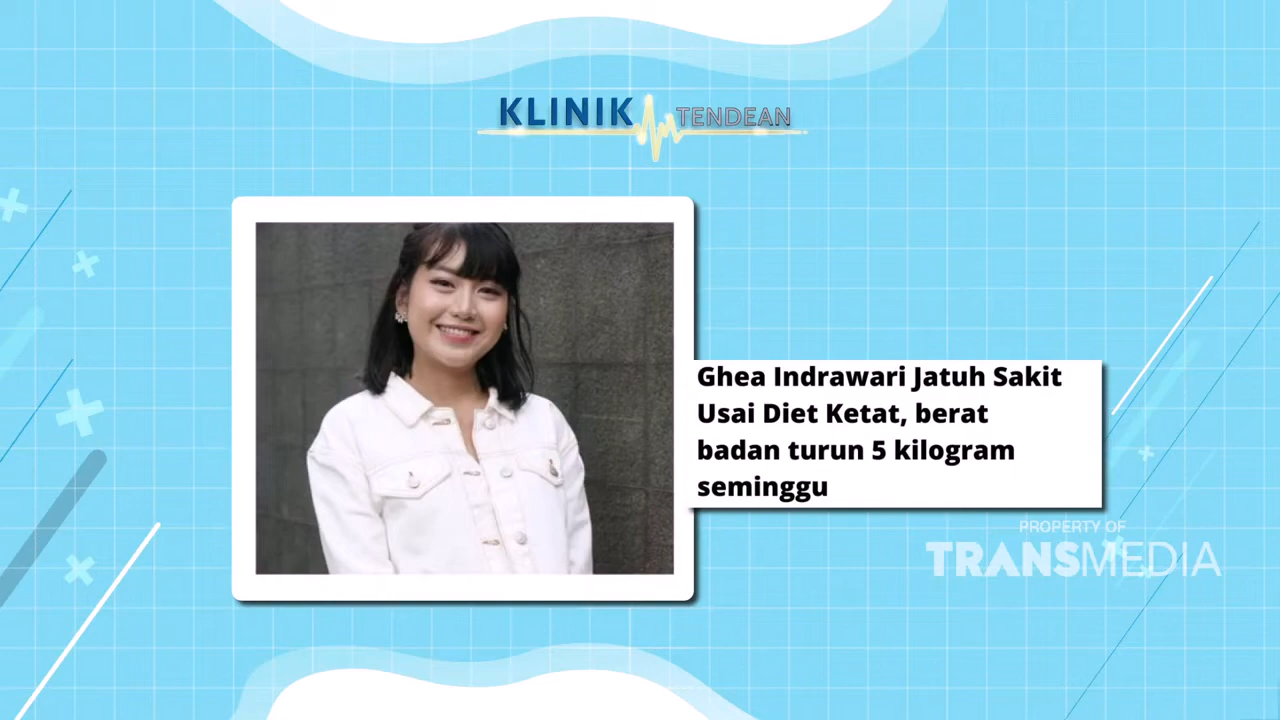 KLINIK TENDEAN
Ghea Indrawari Jatuh Sakit
Usai Diet Ketat, berat
badan turun 5 kilogram
seminggu
PROPERTY OF
TRANSMEDIA